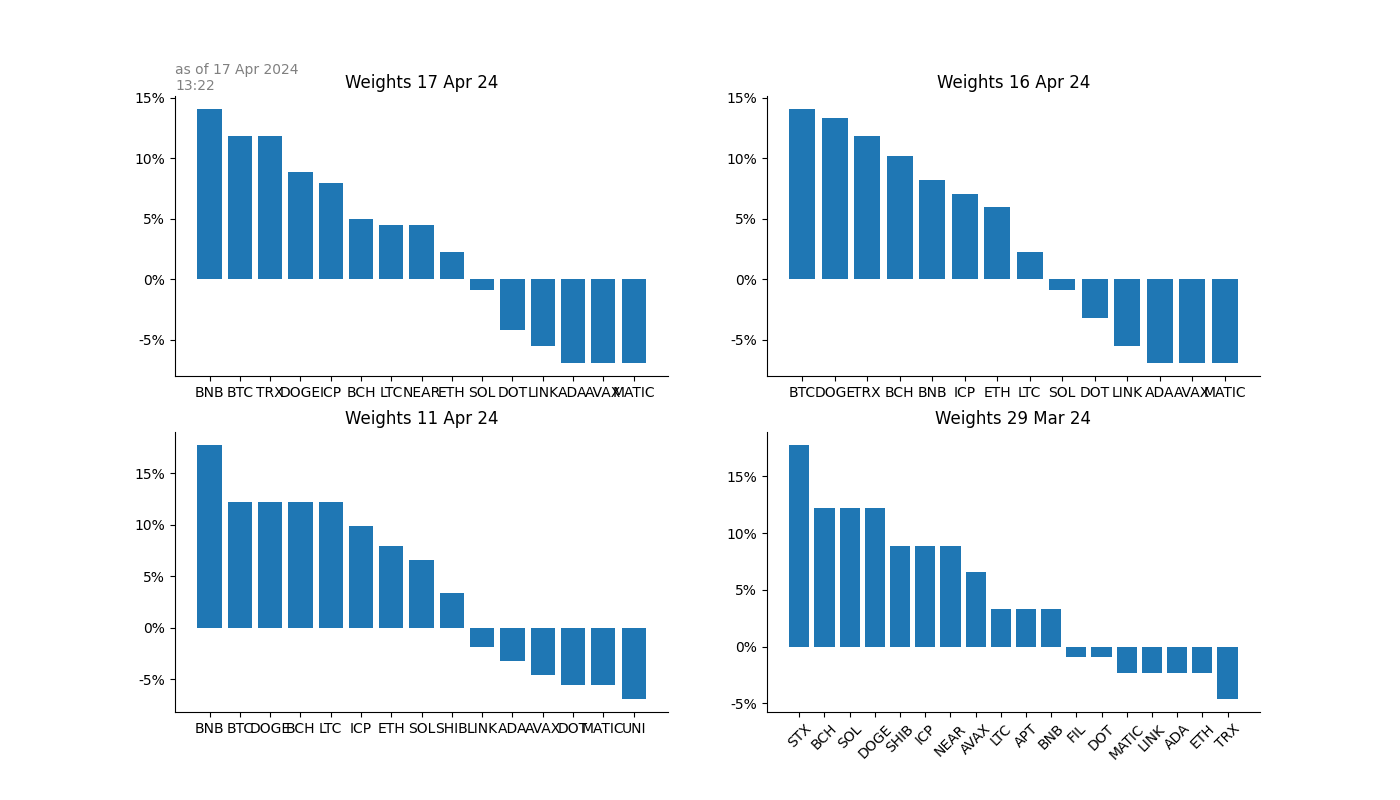 as of 17 Apr 2024
13:22
Weights 17 Apr 24
15%
10%
5%
0%
-5%
BNB BTC TRX DOGE ICP BCH LTC NEAR ETH SOL DOT LINK ADA AVAX MATIC
Weights 16 Apr 24
15%
10%
5%
0%
-5%
BTC DOGE TRX BCH BNB ICP ETH LTC SOL DOT LINK ADA AVAX MATIC
Weights 11 Apr 24
15%
10%
5%
0%
-5%
BNB BTC DOGE BCH LTC ICP ETH SOL SHIB LINK ADA AVAX DOT MATIC UNI
Weights 29 Mar 24
15%
10%
5%
0%
-5%
STX BCH SOL DOGE SHIB ICP NEAR AVAX LTC APT BNB FIL DOT MATIC LINK ADA ETH TRX